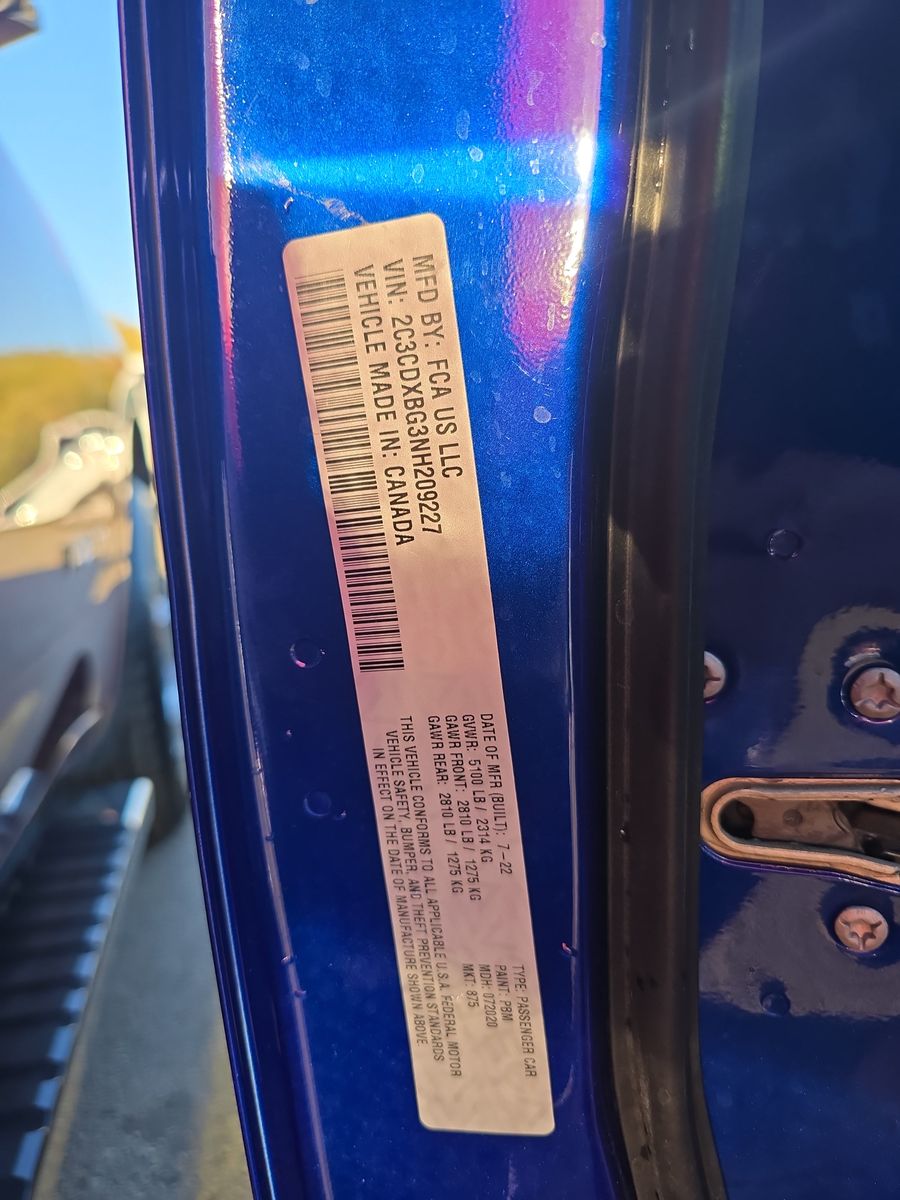 MFD BY: FCA US LLC
VIN: 2C3CDXBG3NH209227
VEHICLE MADE IN: CANADA
DATE OF MFR (BUILT): 7-22
GVWR: 5100 LB / 2314 KG
GAWR FRONT: 2810 LB / 1275 KG
GAWR REAR: 2810 LB / 1275 KG
THIS VEHICLE CONFORMS TO ALL APPLICABLE U.S.A. FEDERAL MOTOR
VEHICLE SAFETY, BUMPER, AND THEFT PREVENTION STANDARDS
IN EFFECT ON THE DATE OF MANUFACTURE SHOWN ABOVE.
TYPE: PASSENGER CAR
PAINT: PBM
MDH: 072020
MKT: 875